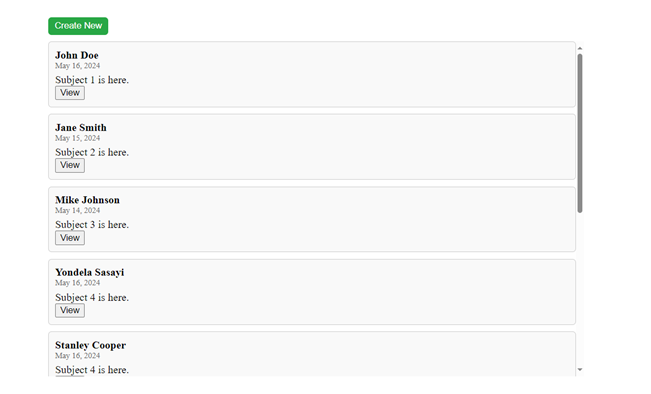 Create New
John Doe
May 16, 2024
Subject 1 is here.
View
Jane Smith
May 15, 2024
Subject 2 is here.
View
Mike Johnson
May 14, 2024
Subject 3 is here.
View
Yondela Sasayi
May 16, 2024
Subject 4 is here.
View
Stanley Cooper
May 16, 2024
Subject 4 is here.